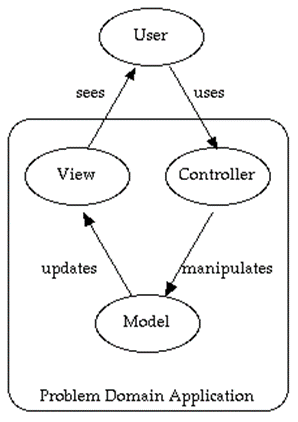 User
sees
uses
View
Controller
updates
manipulates
Model
Problem Domain Application